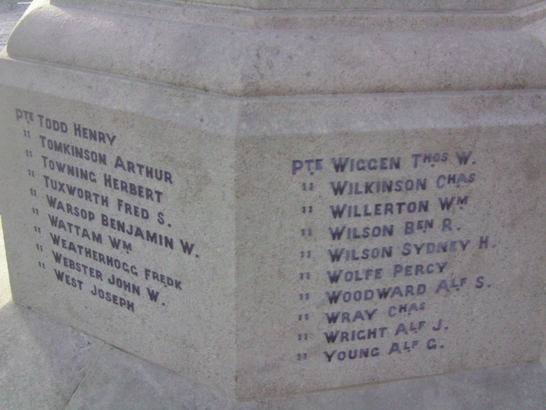 PTE TODD HENRY
" TOMKINSON ARTHUR
" TOWNING HERBERT
" TUXWORTH FRED S.
" WARSOP BENJAMIN W.
" WATTAM WM
" WEATHERHOGG FREDK
" WEBSTER JOHN W.
" WEST JOSEPH
PTE WIGGEN THOS W.
" WILKINSON CHAS
" WILLERTON WM
" WILSON BEN R.
" WILSON SYDNEY H.
" WOLFE PERCY
" WOODWARD ALF S.
" WRAY CHAS
" WRIGHT ALF J.
" YOUNG ALF G.